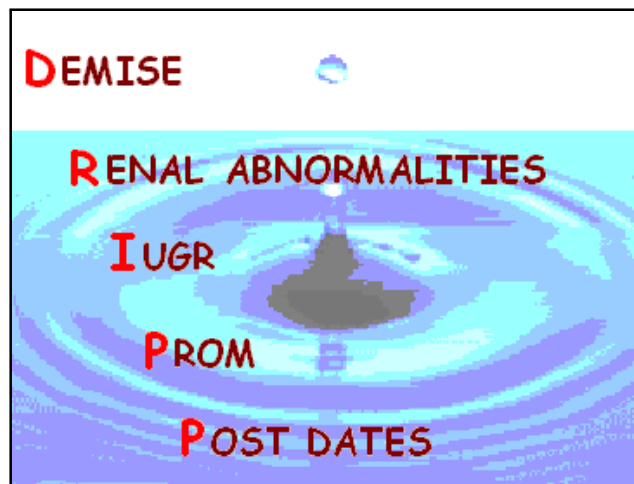 DEMISE
RENAL ABNORMALITIES
IUGR
PROM
POST DATES